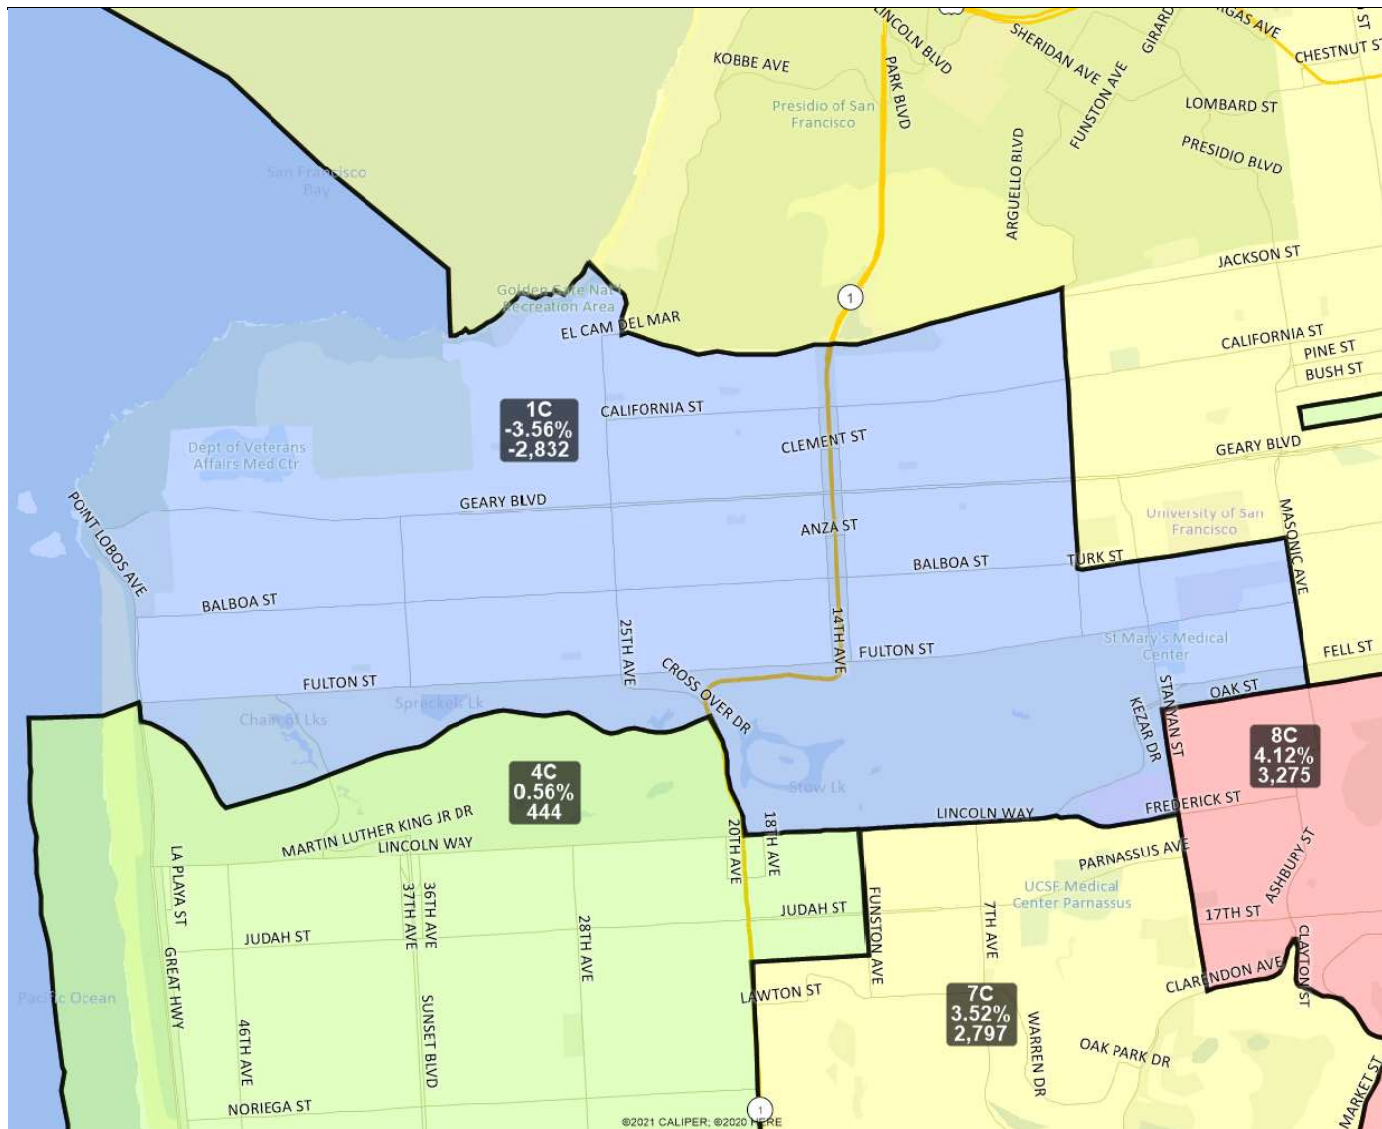 LINCOLN BLVD
SHERIDAN AVE
GIRARD
CHESTNUT ST
KOBBE AVE
PARK BLVD
FUNSTON AVE
LOMBARD ST
Presidio of San
Francisco
PRESIDIO BLVD
ARGUELLO BLVD
San Francisco
Bay
JACKSON ST
Golden Gate Nat'l
Recreation Area
1
EL CAM DEL MAR
CALIFORNIA ST
PINE ST
BUSH ST
1C
-3.56%
-2,832
CALIFORNIA ST
CLEMENT ST
GEARY BLVD
Dept of Veterans
Affairs Med Ctr
POINT LOBOS AVE
GEARY BLVD
ANZA ST
University of San
Francisco
MASONIC AVE
BALBOA ST
TURK ST
BALBOA ST
25TH AVE
14TH AVE
FULTON ST
St Mary's Medical
Center
FELL ST
FULTON ST
CROSS OVER DR
OAK ST
Chain of Lks
Spreckels Lk
KEZAR DR
STANYAN ST
8C
4.12%
3,275
4C
0.56%
444
Stow Lk
FREDERICK ST
LINCOLN WAY
MARTIN LUTHER KING JR DR
LINCOLN WAY
20TH AVE
18TH AVE
PARNASSUS AVE
ASHBURY ST
LA PLAYA ST
37TH AVE
36TH AVE
UCSF Medical
Center Parnassus
FUNSTON AVE
7TH AVE
JUDAH ST
17TH ST
JUDAH ST
28TH AVE
GREAT HWY
CLARENDON AVE
CLAYTON ST
Pacific Ocean
LAWTON ST
7C
3.52%
2,797
SUNSET BLVD
46TH AVE
WARREN DR
OAK PARK DR
MARKET ST
NORIEGA ST
1
©2021 CALIPER; ©2020 HERE